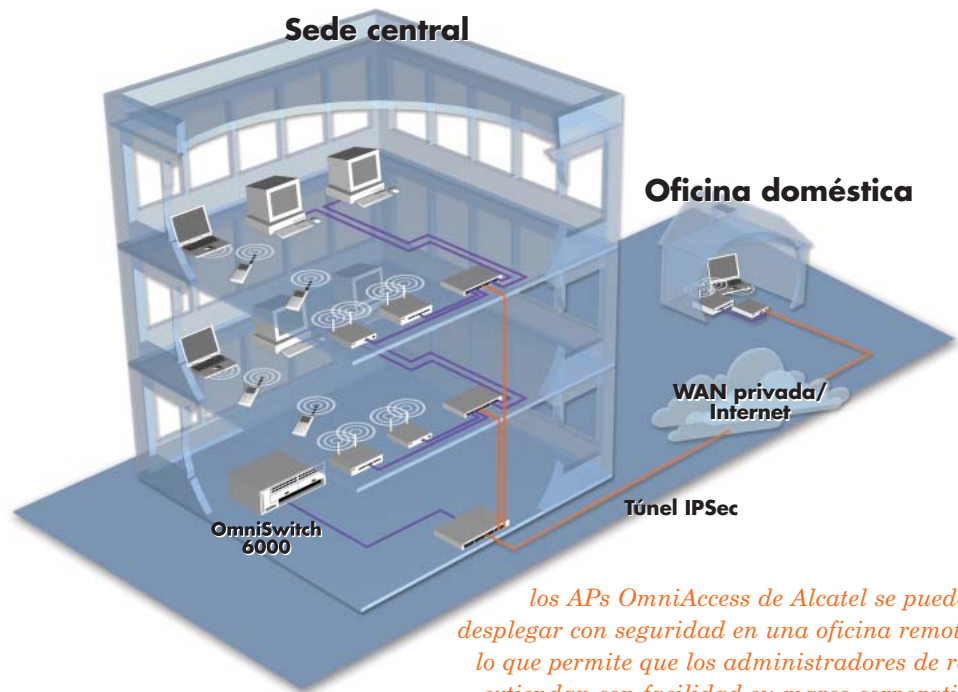 Sede central
Oficina doméstica
WAN privada/
Internet
Túnel IPSec
OmniSwitch
6000
los APs OmniAccess de Alcatel se puede
desplegar con seguridad en una oficina remot
lo que permite que los administradores de r